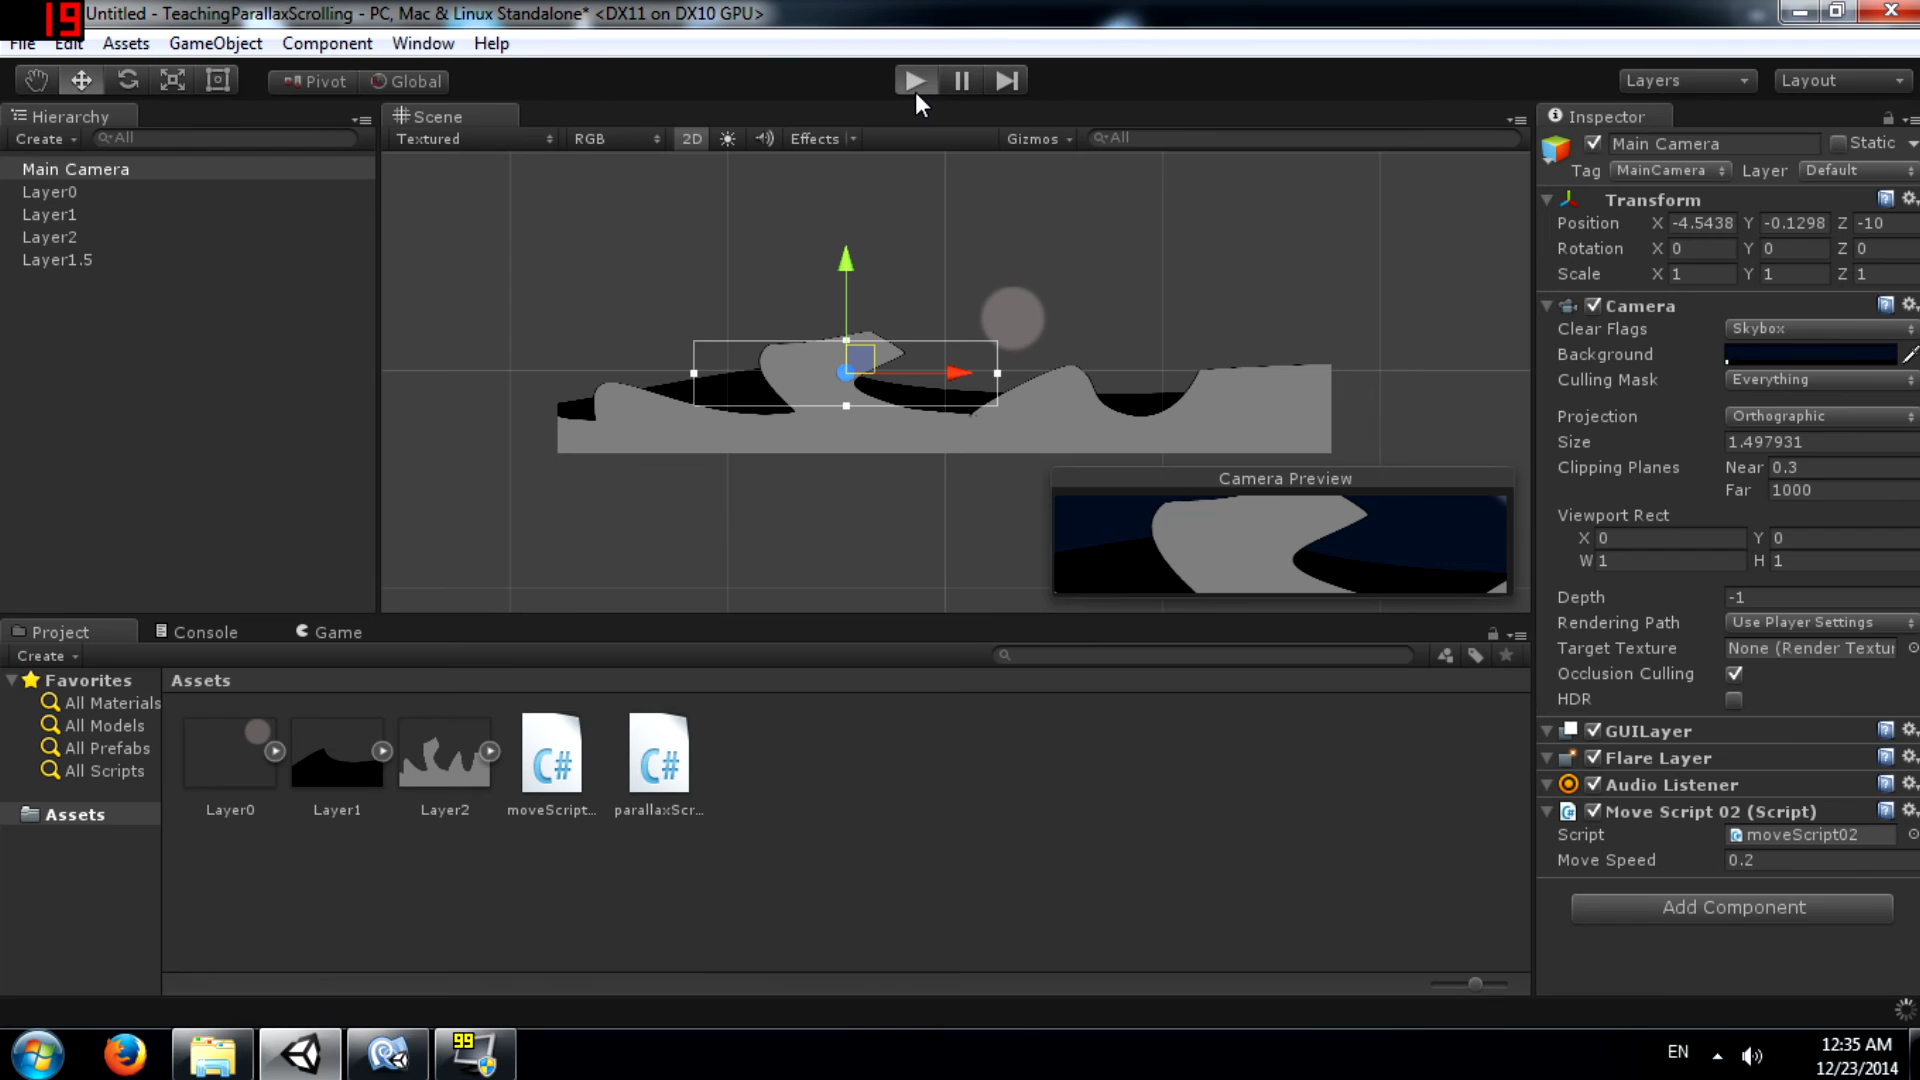 19
Untitled - TeachingParallaxScrolling - PC, Mac & Linux Standalone* <DX11 on DX10 GPU>
File Edit Assets GameObject Component Window Help
Pivot Global Layers Layout
Hierarchy
Create All
Main Camera
Layer0
Layer1
Layer2
Layer1.5
Scene
Textured RGB 2D Effects Gizmos All
Camera Preview
Inspector
Main Camera Static
Tag MainCamera Layer Default
Transform
Position X -4.5438 Y -0.1298 Z -10
Rotation X 0 Y 0 Z 0
Scale X 1 Y 1 Z 1
Camera
Clear Flags Skybox
Background
Culling Mask Everything
Projection Orthographic
Size 1.497931
Clipping Planes Near 0.3
Far 1000
Viewport Rect
X 0 Y 0
W 1 H 1
Depth -1
Rendering Path Use Player Settings
Target Texture None (Render Textur
Occlusion Culling
HDR
GUILayer
Flare Layer
Audio Listener
Move Script 02 (Script)
Script moveScript02
Move Speed 0.2
Add Component
Project Console Game
Create
Favorites
All Materials
All Models
All Prefabs
All Scripts
Assets
Assets
Layer0 Layer1 Layer2 moveScript... parallaxScr...
C# C#
99
EN
12:35 AM
12/23/2014